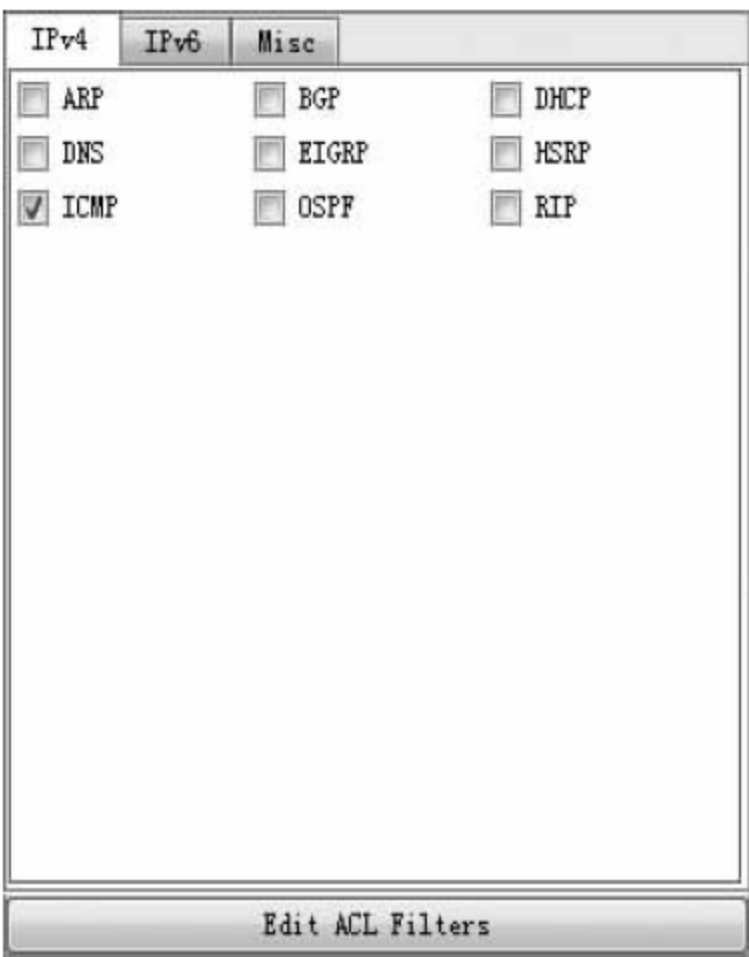 IPv4 IPv6 Misc
ARP BGP DHCP
DNS EIGRP HSRP
ICMP OSPF RIP
Edit ACL Filters